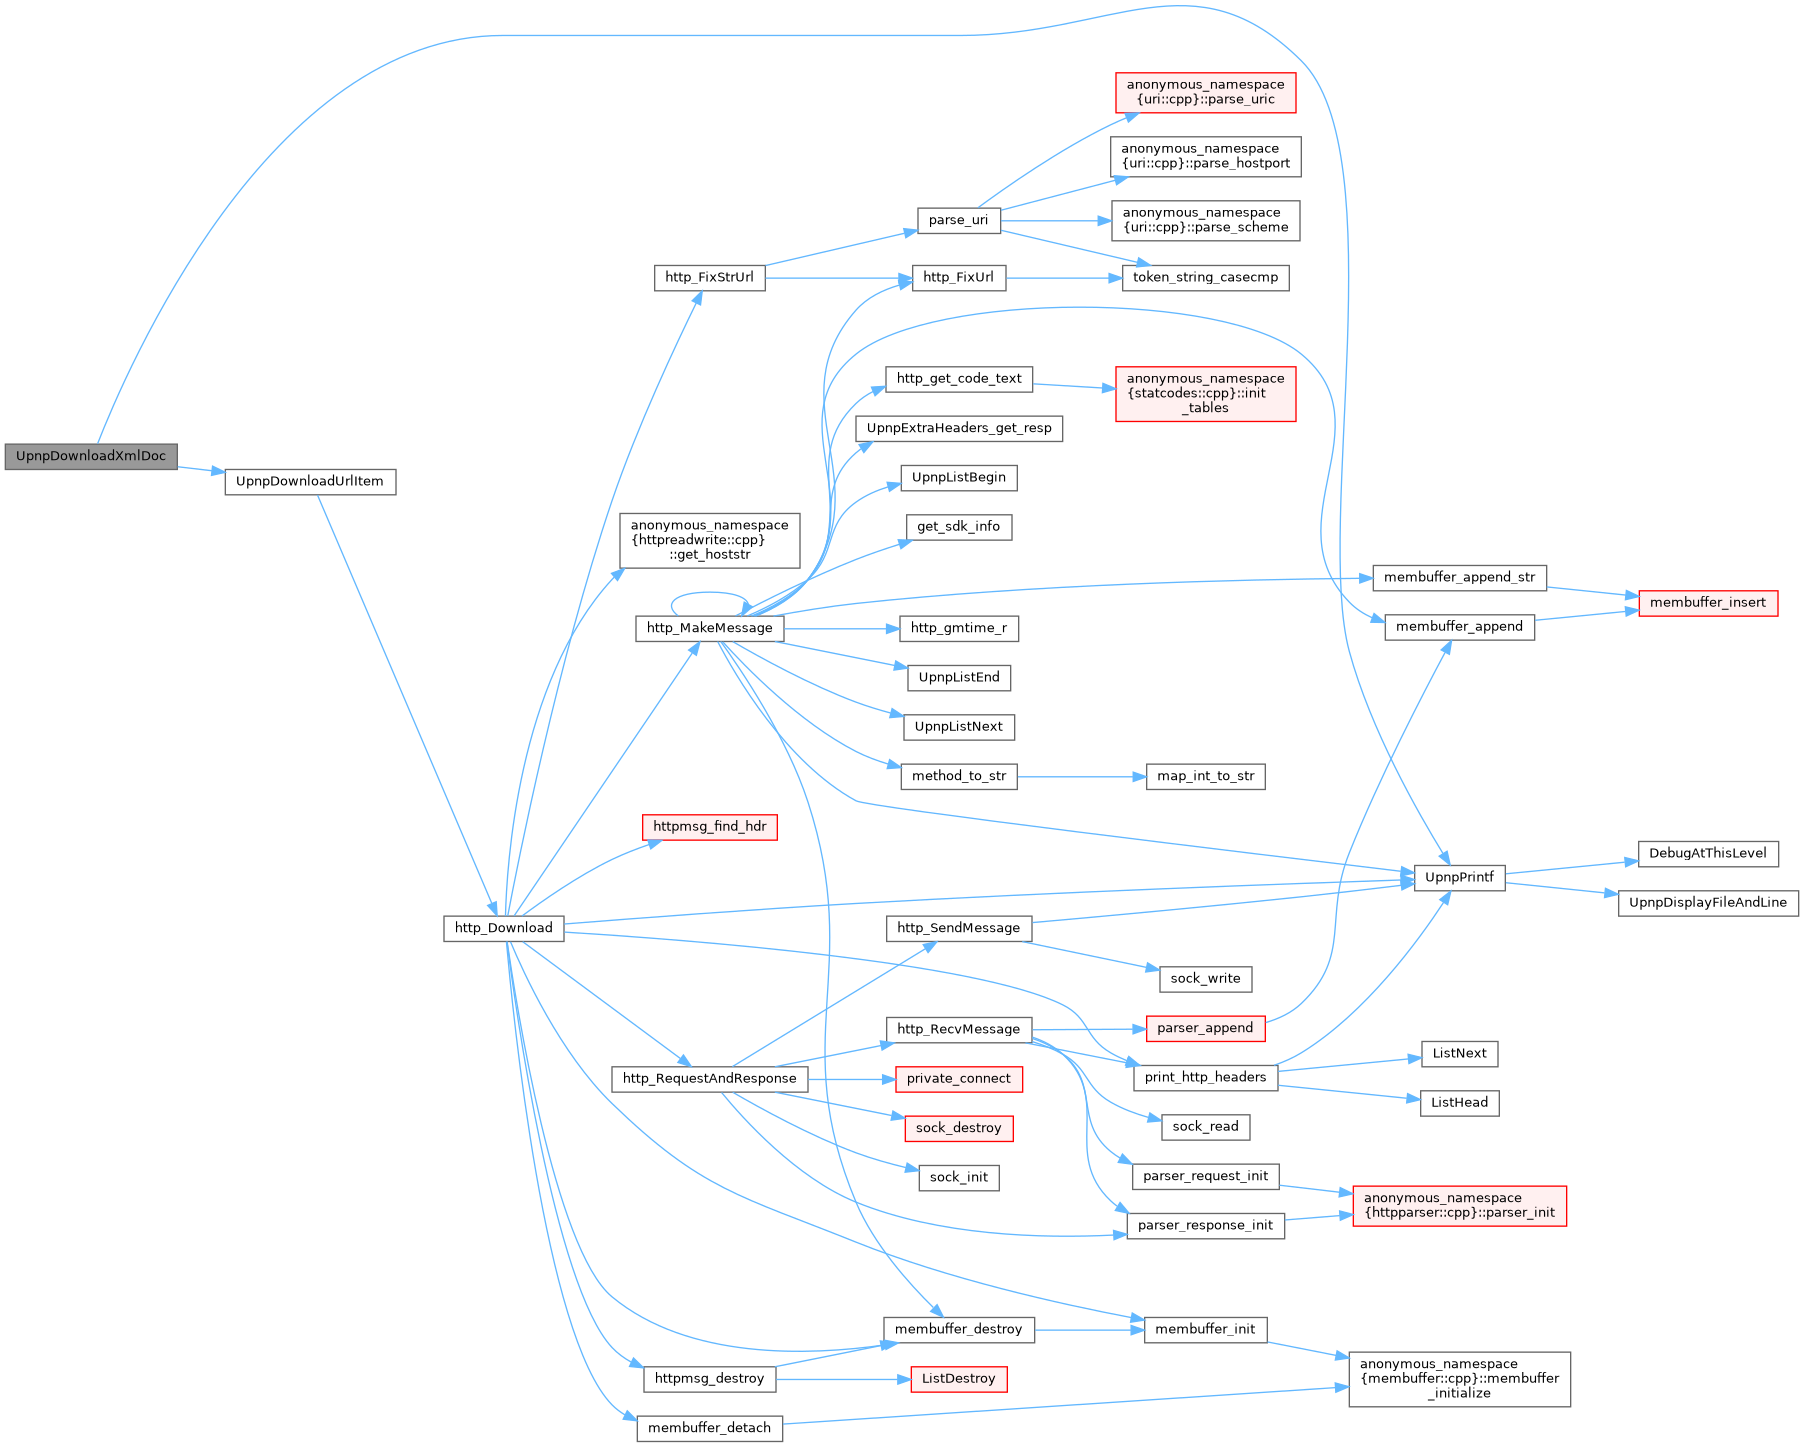 anonymous_namespace
{uri::cpp}::parse_uric
anonymous_namespace
{uri::cpp}::parse_hostport
parse_uri
anonymous_namespace
{uri::cpp}::parse_scheme
http_FixStrUrl
http_FixUrl
token_string_casecmp
http_get_code_text
anonymous_namespace
{statcodes::cpp}::init
_tables
UpnpExtraHeaders_get_resp
UpnpDownloadXmlDoc
UpnpDownloadUrlItem
UpnpListBegin
anonymous_namespace
{httpreadwrite::cpp}
::get_hoststr
get_sdk_info
membuffer_append_str
membuffer_insert
http_MakeMessage
http_gmtime_r
membuffer_append
UpnpListEnd
UpnpListNext
method_to_str
map_int_to_str
httpmsg_find_hdr
DebugAtThisLevel
UpnpPrintf
UpnpDisplayFileAndLine
http_Download
http_SendMessage
sock_write
http_RecvMessage
parser_append
ListNext
http_RequestAndResponse
private_connect
print_http_headers
ListHead
sock_destroy
sock_read
sock_init
parser_request_init
anonymous_namespace
{httpparser::cpp}::parser_init
parser_response_init
membuffer_destroy
membuffer_init
httpmsg_destroy
ListDestroy
anonymous_namespace
{membuffer::cpp}::membuffer
_initialize
membuffer_detach